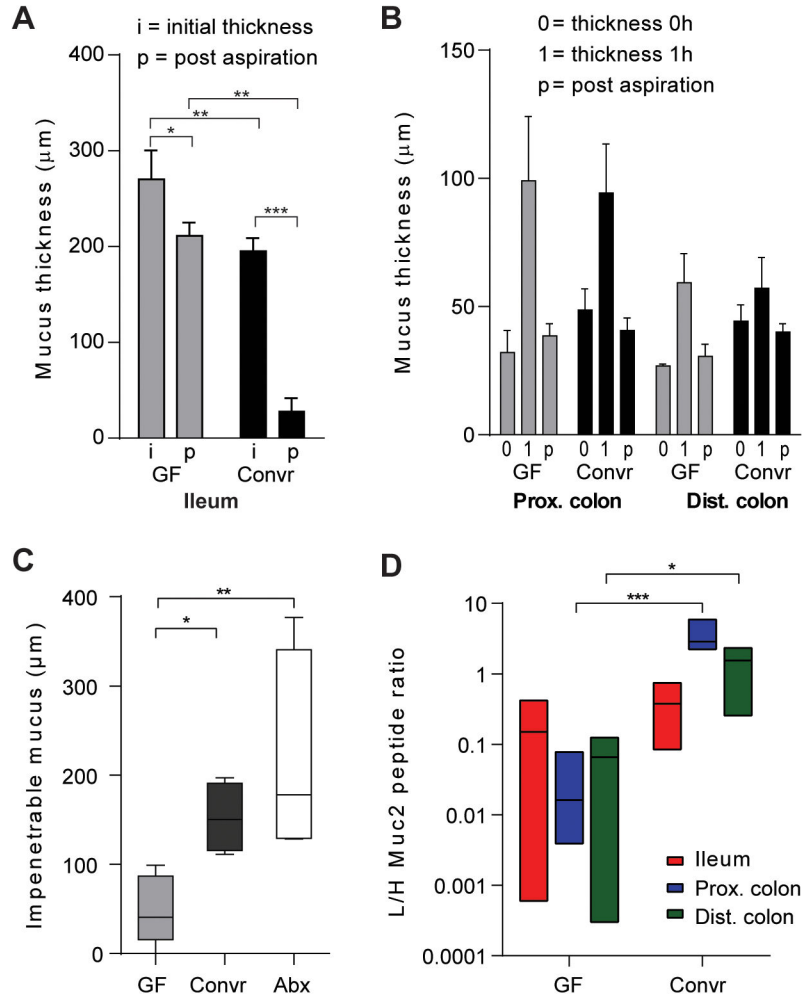 A
i = initial thickness
p = post aspiration
Mucus thickness (μm)
400
300
200
100
0
**
**
*
***
i p i p
GF Convr
Ileum
B
0 = thickness 0h
1 = thickness 1h
p = post aspiration
Mucus thickness (μm)
150
100
50
0
0 1 p 0 1 p 0 1 p 0 1 p
GF Convr GF Convr
Prox. colon Dist. colon
C
Impenetrable mucus (μm)
400
300
200
100
0
**
*
GF Convr Abx
D
L/H Muc2 peptide ratio
10
1
0.1
0.01
0.001
0.0001
*
***
Ileum
Prox. colon
Dist. colon
GF Convr